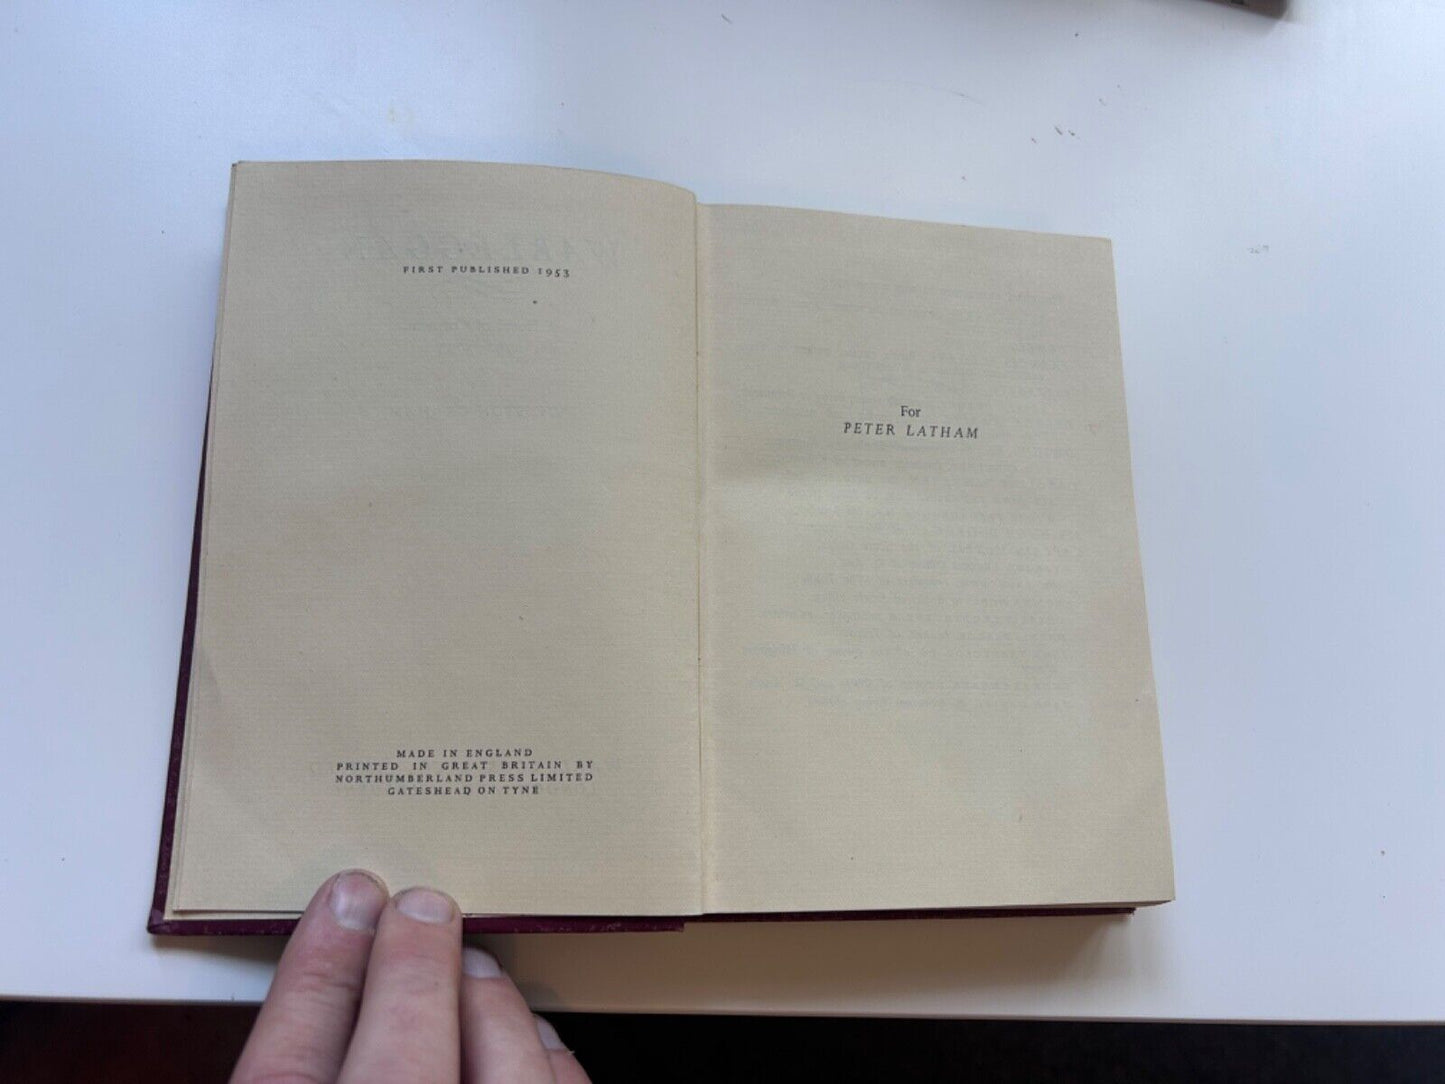 FIRST PUBLISHED 1953
MADE IN ENGLAND
PRINTED IN GREAT BRITAIN BY
NORTHUMBERLAND PRESS LIMITED
GATESHEAD ON TYNE
For
PETER LATHAM